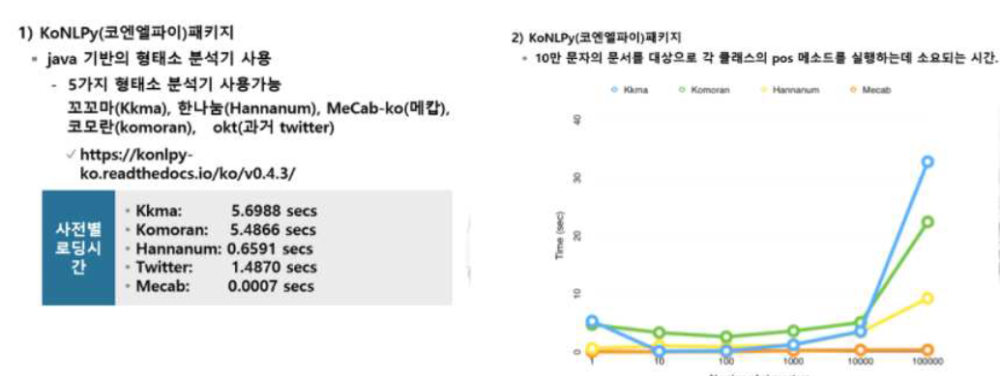 1) KoNLPy(코엔엘파이)패키지
▪ java 기반의 형태소 분석기 사용
- 5가지 형태소 분석기 사용가능
꼬꼬마(Kkma), 한나눔(Hannanum), MeCab-ko(메캅),
코모란(komoran), okt(과거 twitter)
✓ https://konlpy-
ko.readthedocs.io/ko/v0.4.3/
사전별
로딩시
간
▪ Kkma: 5.6988 secs
▪ Komoran: 5.4866 secs
▪ Hannanum: 0.6591 secs
▪ Twitter: 1.4870 secs
▪ Mecab: 0.0007 secs
2) KoNLPy(코엔엘파이)패키지
▪ 10만 문자의 문서를 대상으로 각 클래스의 pos 메소드를 실행하는데 소요되는 시간.
Kkma Komoran Hannanum Mecab
40
30
20
10
0
Time (sec)
1 10 100 1000 10000 100000